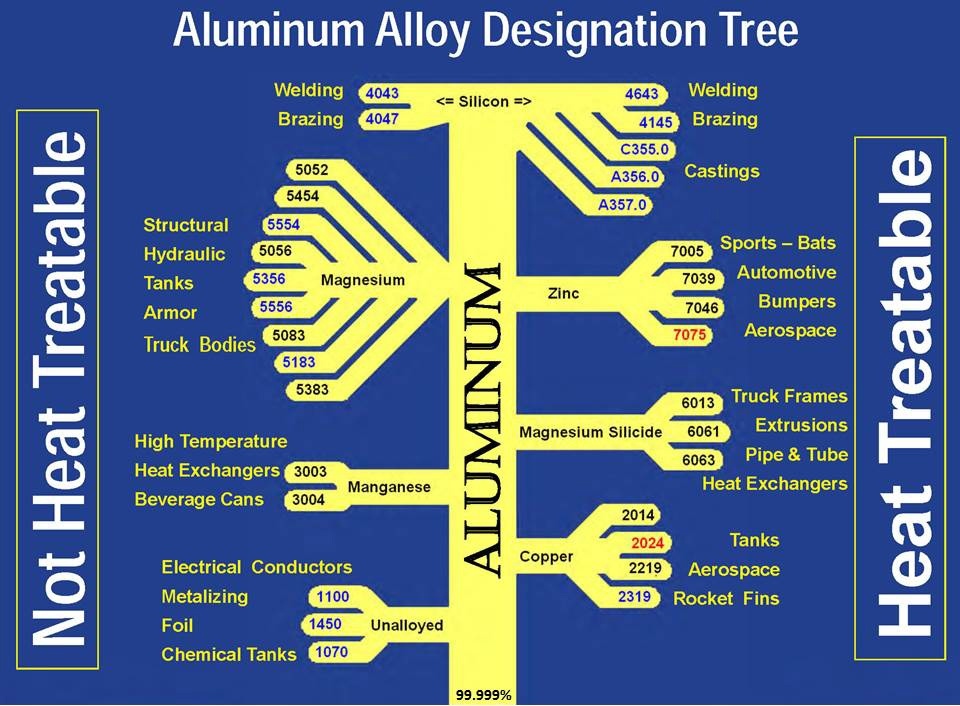 Aluminum Alloy Designation Tree
Not Heat Treatable
Welding 4043
Brazing 4047
<= Silicon =>
4643 Welding
4145 Brazing
C355.0
A356.0 Castings
A357.0
5052
5454
Structural 5554
Hydraulic 5056
Tanks 5356 Magnesium
Armor 5556
Truck Bodies 5083
5183
5383
Zinc
7005 Sports – Bats
7039 Automotive
7046 Bumpers
7075 Aerospace
ALUMINUM
Magnesium Silicide
6013 Truck Frames
6061 Extrusions
6063 Pipe & Tube
Heat Exchangers
High Temperature
Heat Exchangers 3003
Beverage Cans 3004
Manganese
Copper
2014
2024 Tanks
2219 Aerospace
2319 Rocket Fins
Electrical Conductors
Metalizing 1100
Foil 1450 Unalloyed
Chemical Tanks 1070
99.999%
Heat Treatable